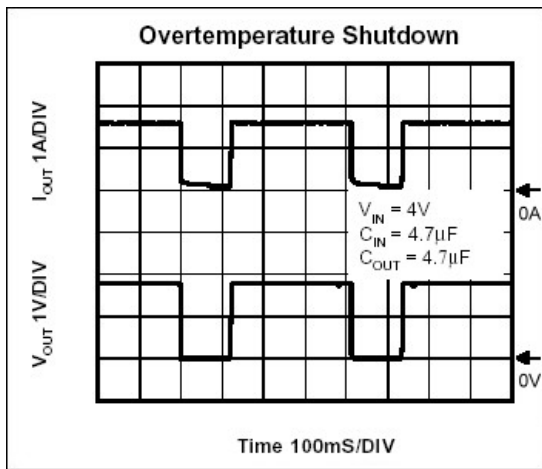 Overtemperature Shutdown
I_OUT 1A/DIV
0A
V_IN = 4V
C_IN = 4.7µF
C_OUT = 4.7µF
V_OUT 1V/DIV
0V
Time 100mS/DIV